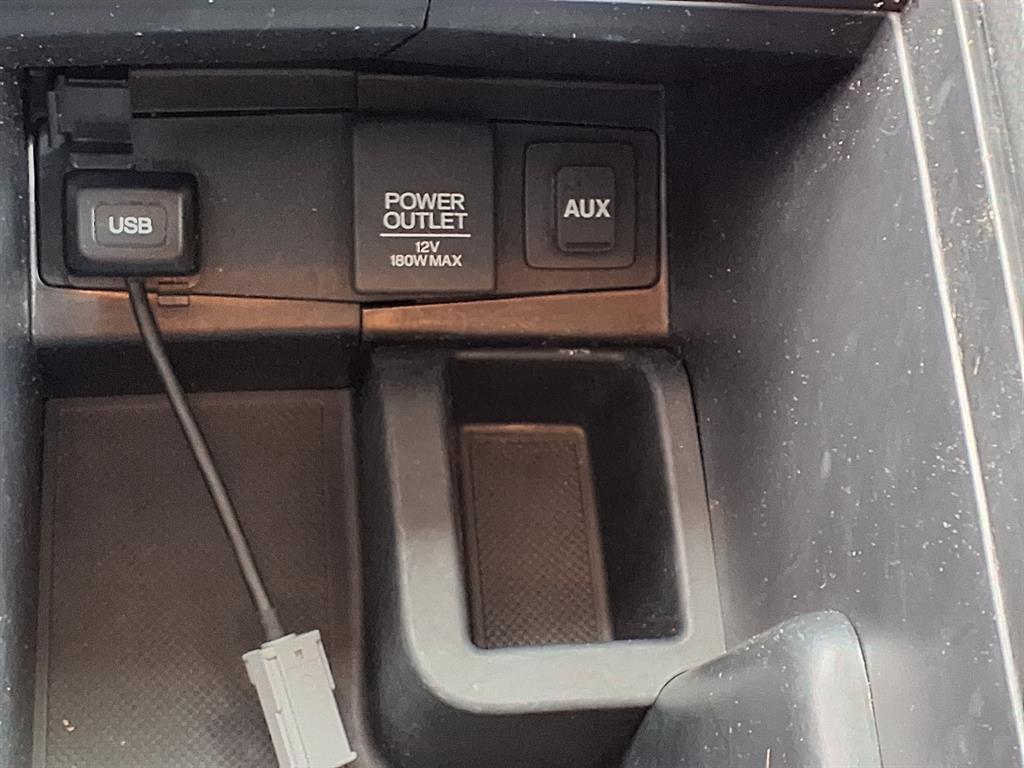 USB
POWER
OUTLET
12V
180W MAX
AUX